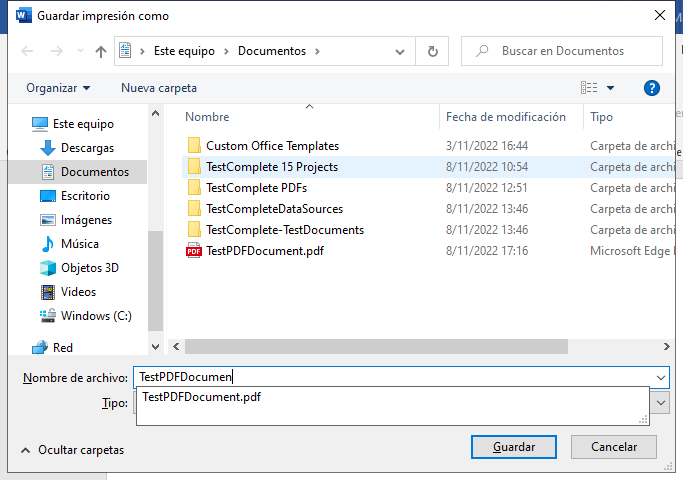 Guardar impresión como
Este equipo > Documentos >
Buscar en Documentos
Organizar
Nueva carpeta
Este equipo
Descargas
Documentos
Escritorio
Imágenes
Música
Objetos 3D
Videos
Windows (C:)
Red
Nombre Fecha de modificación Tipo
Custom Office Templates 3/11/2022 16:44 Carpeta de archi
TestComplete 15 Projects 8/11/2022 10:54 Carpeta de archi
TestComplete PDFs 8/11/2022 12:51 Carpeta de archi
TestCompleteDataSources 8/11/2022 13:46 Carpeta de archi
TestComplete-TestDocuments 8/11/2022 13:46 Carpeta de archi
TestPDFDocument.pdf 8/11/2022 17:16 Microsoft Edge
Nombre de archivo: TestPDFDocumen
Tipo:
TestPDFDocument.pdf
Ocultar carpetas
Guardar
Cancelar